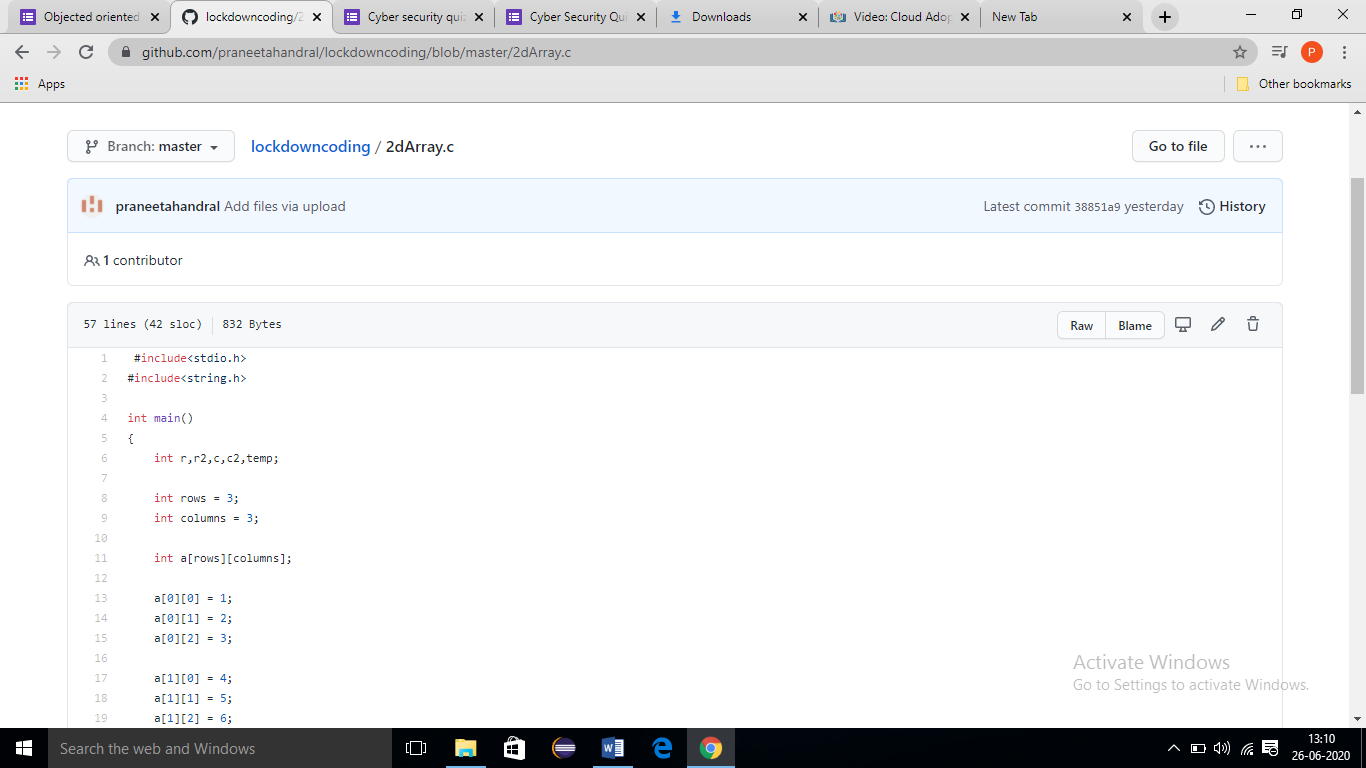 Objected oriented
lockdowncoding/2
Cyber security quiz
Cyber Security Qui
Downloads
Video: Cloud Adop
New Tab
github.com/praneetahandral/lockdowncoding/blob/master/2dArray.c
P
Apps
Other bookmarks
Branch: master
lockdowncoding / 2dArray.c
Go to file
...
praneetahandral Add files via upload
Latest commit 38851a9 yesterday
History
1 contributor
57 lines (42 sloc) 832 Bytes
Raw
Blame
1 #include<stdio.h>
2 #include<string.h>
3
4 int main()
5 {
6 int r,r2,c,c2,temp;
7
8 int rows = 3;
9 int columns = 3;
10
11 int a[rows][columns];
12
13 a[0][0] = 1;
14 a[0][1] = 2;
15 a[0][2] = 3;
16
17 a[1][0] = 4;
18 a[1][1] = 5;
19 a[1][2] = 6;
Activate Windows
Go to Settings to activate Windows.
Search the web and Windows
13:10
26-06-2020